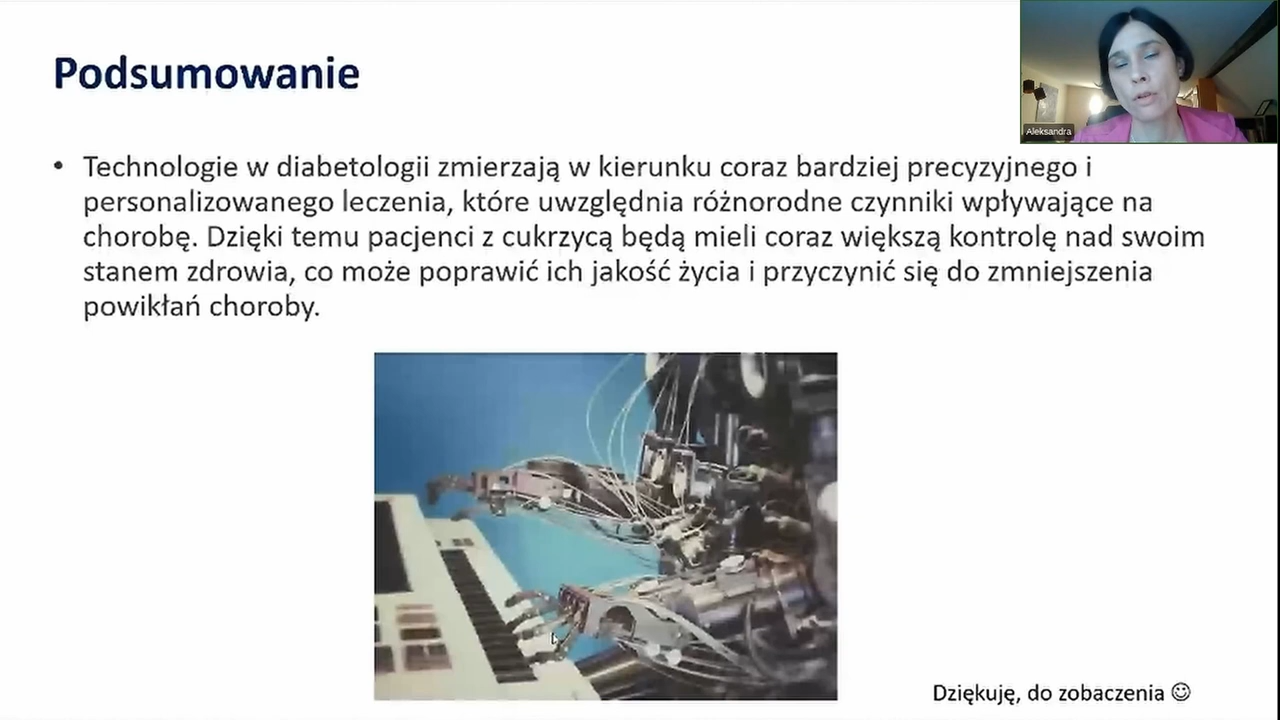 Podsumowanie
Aleksandra
• Technologie w diabetologii zmierzają w kierunku coraz bardziej precyzyjnego i
personalizowanego leczenia, które uwzględnia różnorodne czynniki wpływające na
chorobę. Dzięki temu pacjenci z cukrzycą będą mieli coraz większą kontrolę nad swoim
stanem zdrowia, co może poprawić ich jakość życia i przyczynić się do zmniejszenia
powikłań choroby.
Dziękuję, do zobaczenia ☺